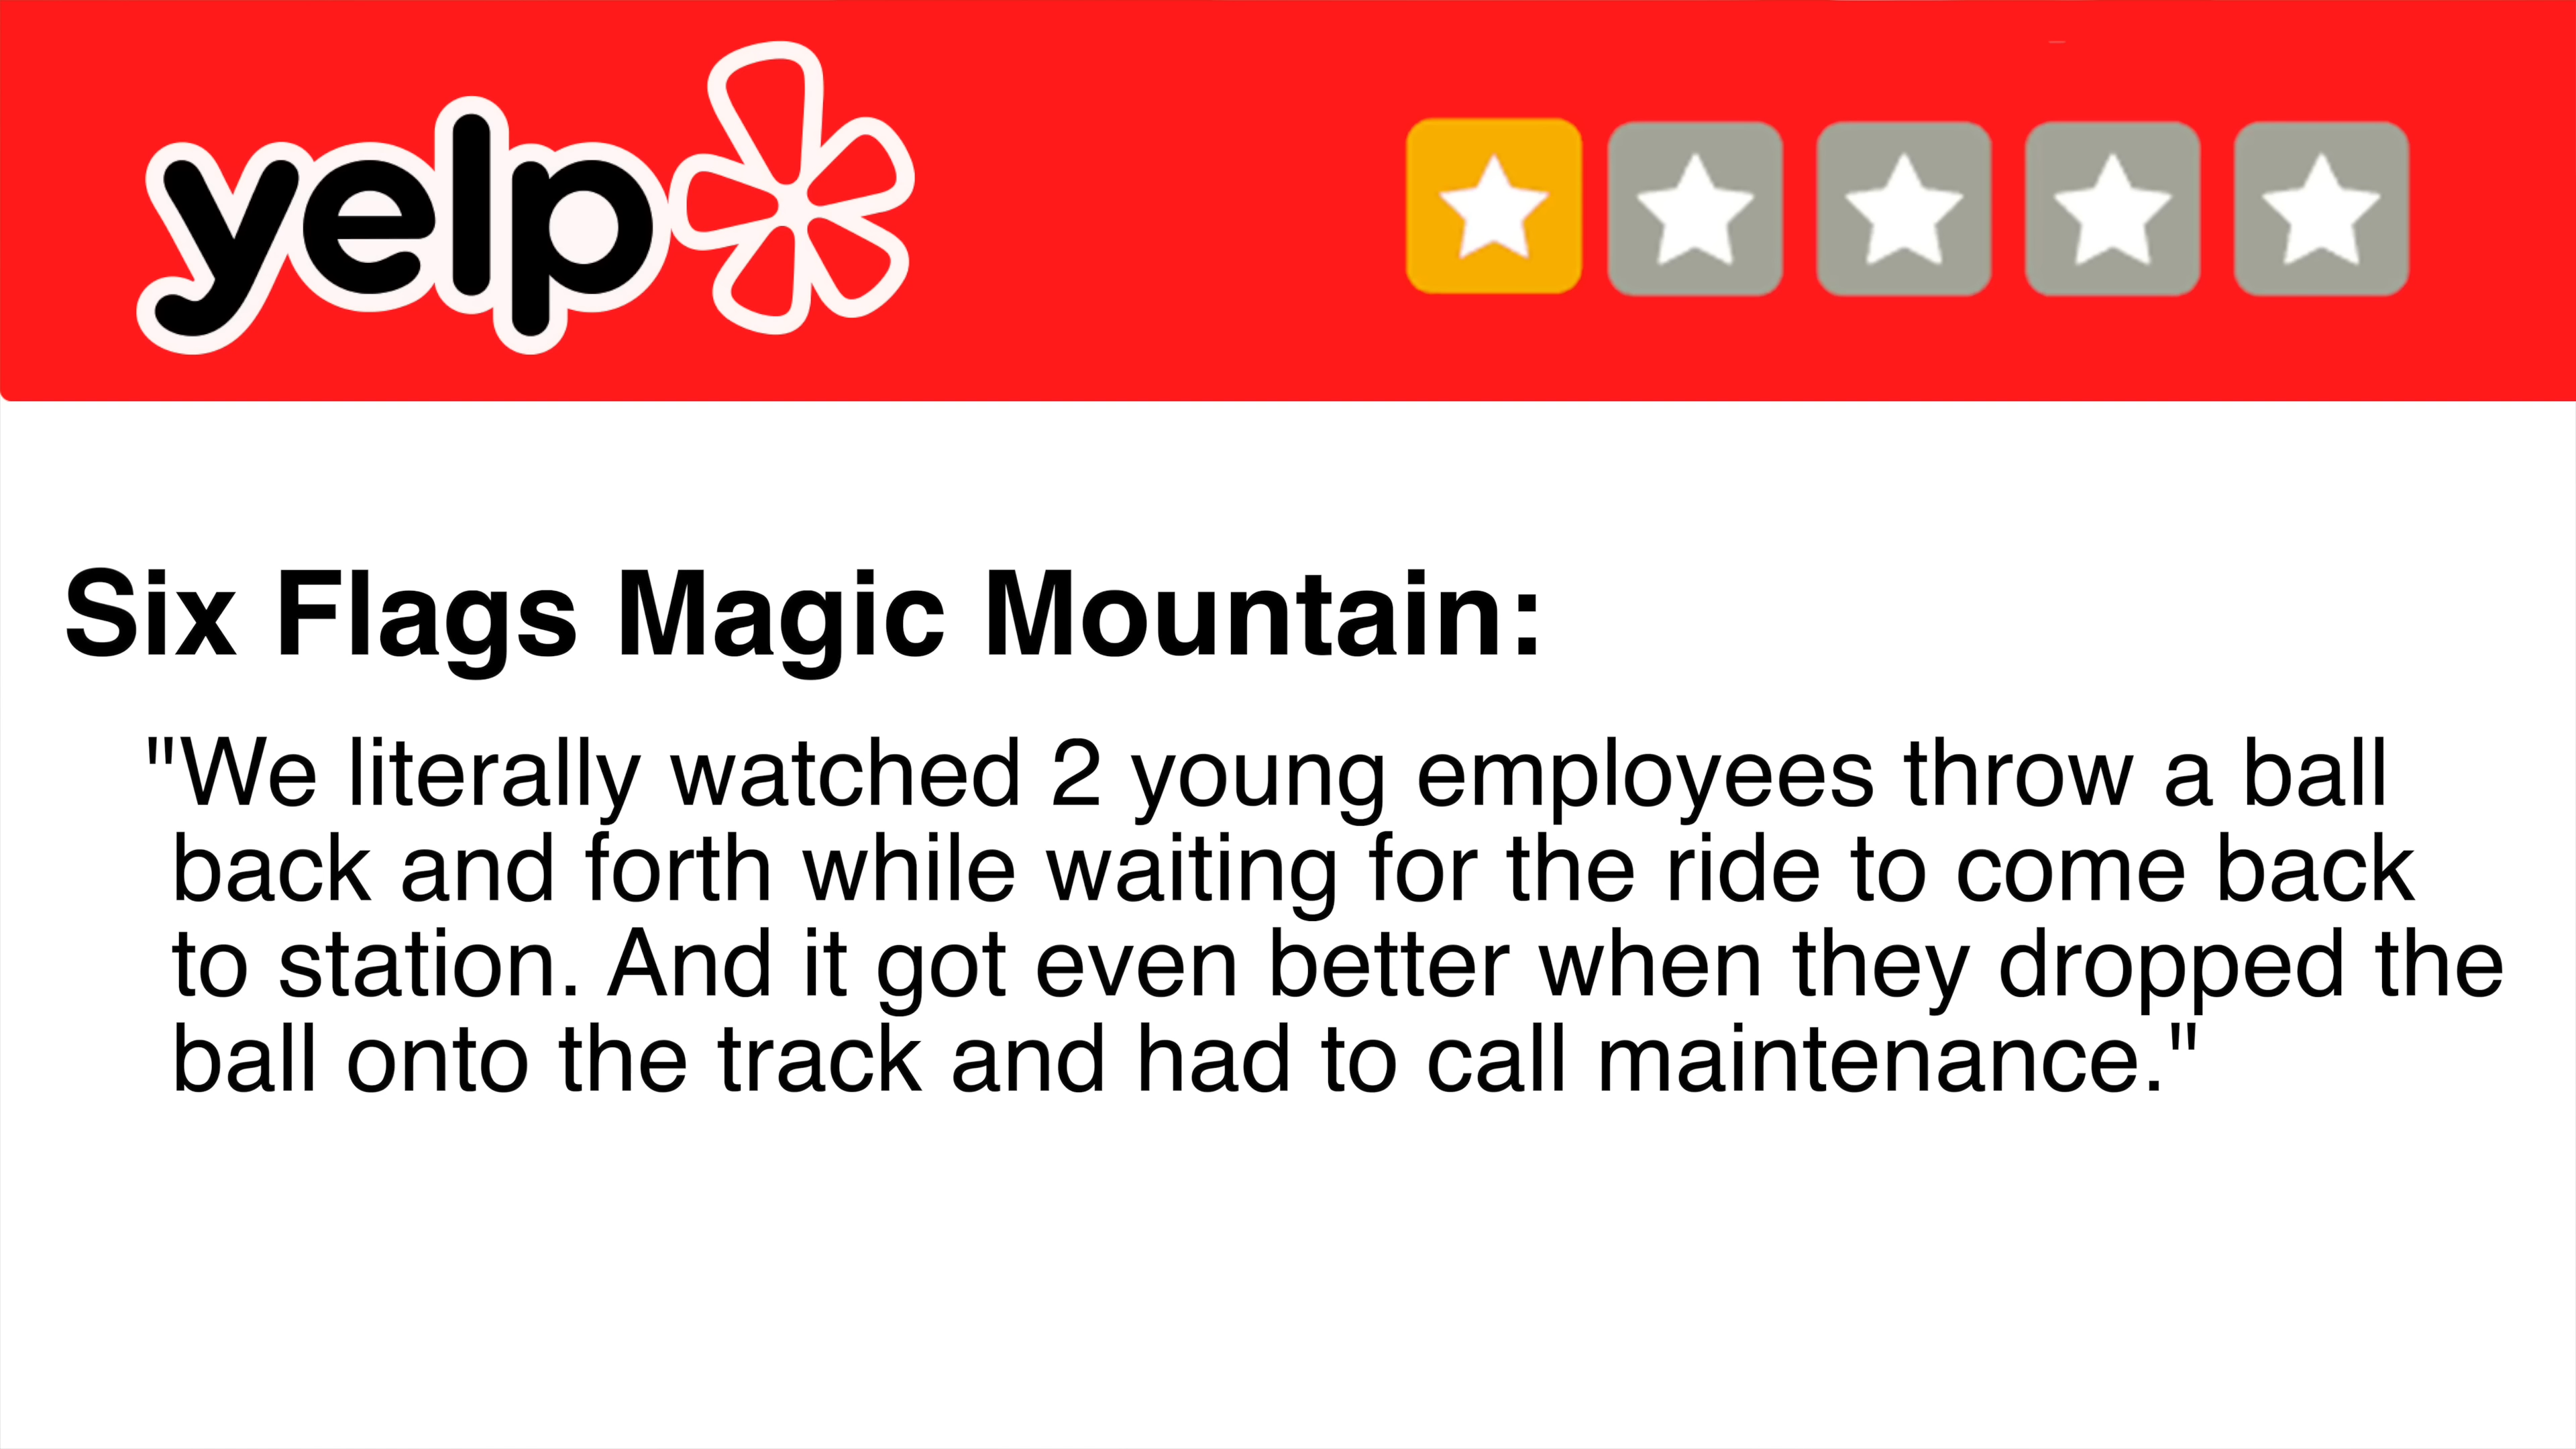 yelp
Six Flags Magic Mountain:
"We literally watched 2 young employees throw a ball
back and forth while waiting for the ride to come back
to station. And it got even better when they dropped the
ball onto the track and had to call maintenance."